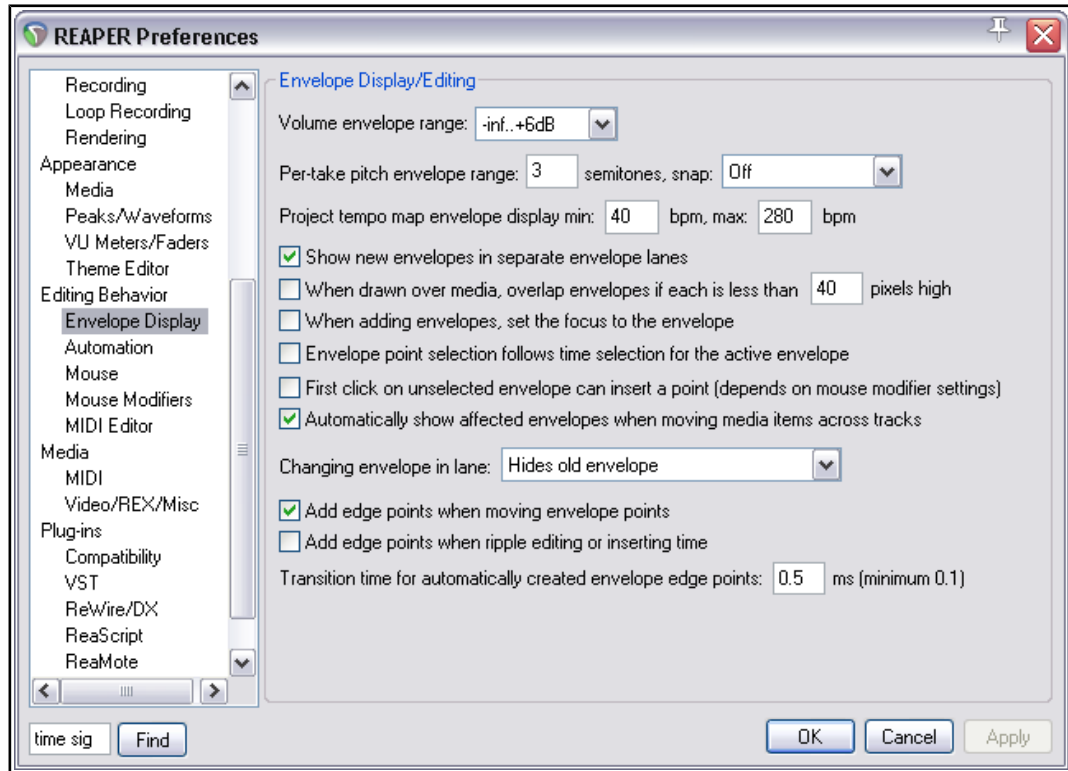 REAPER Preferences
Recording
Loop Recording
Rendering
Appearance
Media
Peaks/Waveforms
VU Meters/Faders
Theme Editor
Editing Behavior
Envelope Display
Automation
Mouse
Mouse Modifiers
MIDI Editor
Media
MIDI
Video/REX/Misc
Plug-ins
Compatibility
VST
ReWire/DX
ReaScript
ReaMote
time sig
Find
Envelope Display/Editing
Volume envelope range: -inf..+6dB
Per-take pitch envelope range: 3 semitones, snap: Off
Project tempo map envelope display min: 40 bpm, max: 280 bpm
Show new envelopes in separate envelope lanes
When drawn over media, overlap envelopes if each is less than 40 pixels high
When adding envelopes, set the focus to the envelope
Envelope point selection follows time selection for the active envelope
First click on unselected envelope can insert a point (depends on mouse modifier settings)
Automatically show affected envelopes when moving media items across tracks
Changing envelope in lane: Hides old envelope
Add edge points when moving envelope points
Add edge points when ripple editing or inserting time
Transition time for automatically created envelope edge points: 0.5 ms (minimum 0.1)
OK Cancel Apply